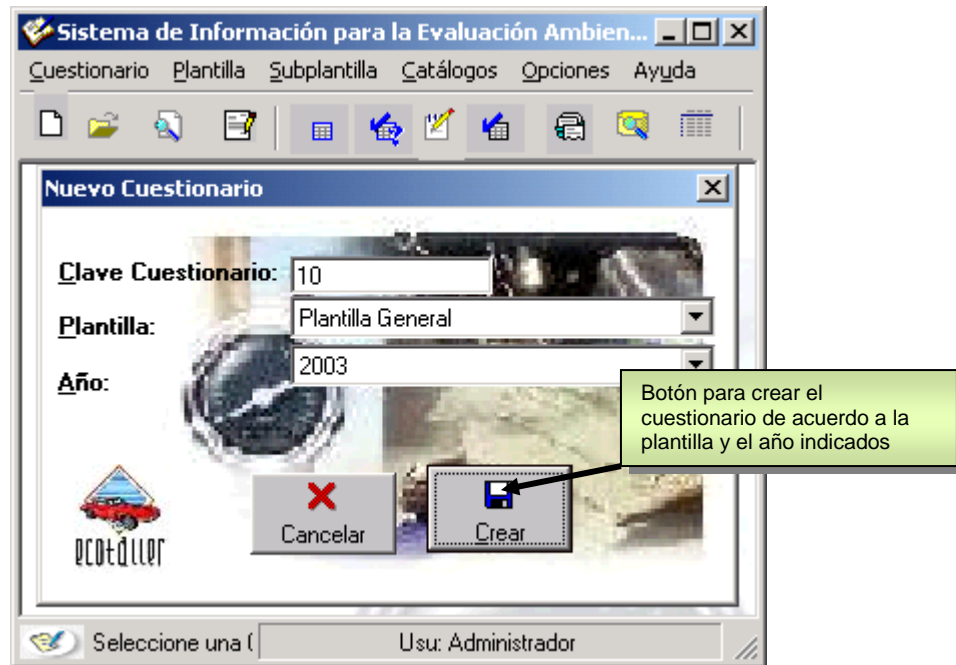 Sistema de Información para la Evaluación Ambien...
Cuestionario Plantilla Subplantilla Catálogos Opciones Ayuda
Nuevo Cuestionario
Clave Cuestionario: 10
Plantilla: Plantilla General
Año: 2003
Botón para crear el
cuestionario de acuerdo a la
plantilla y el año indicados
Cancelar Crear
ecotaller
Seleccione una ( Usu: Administrador